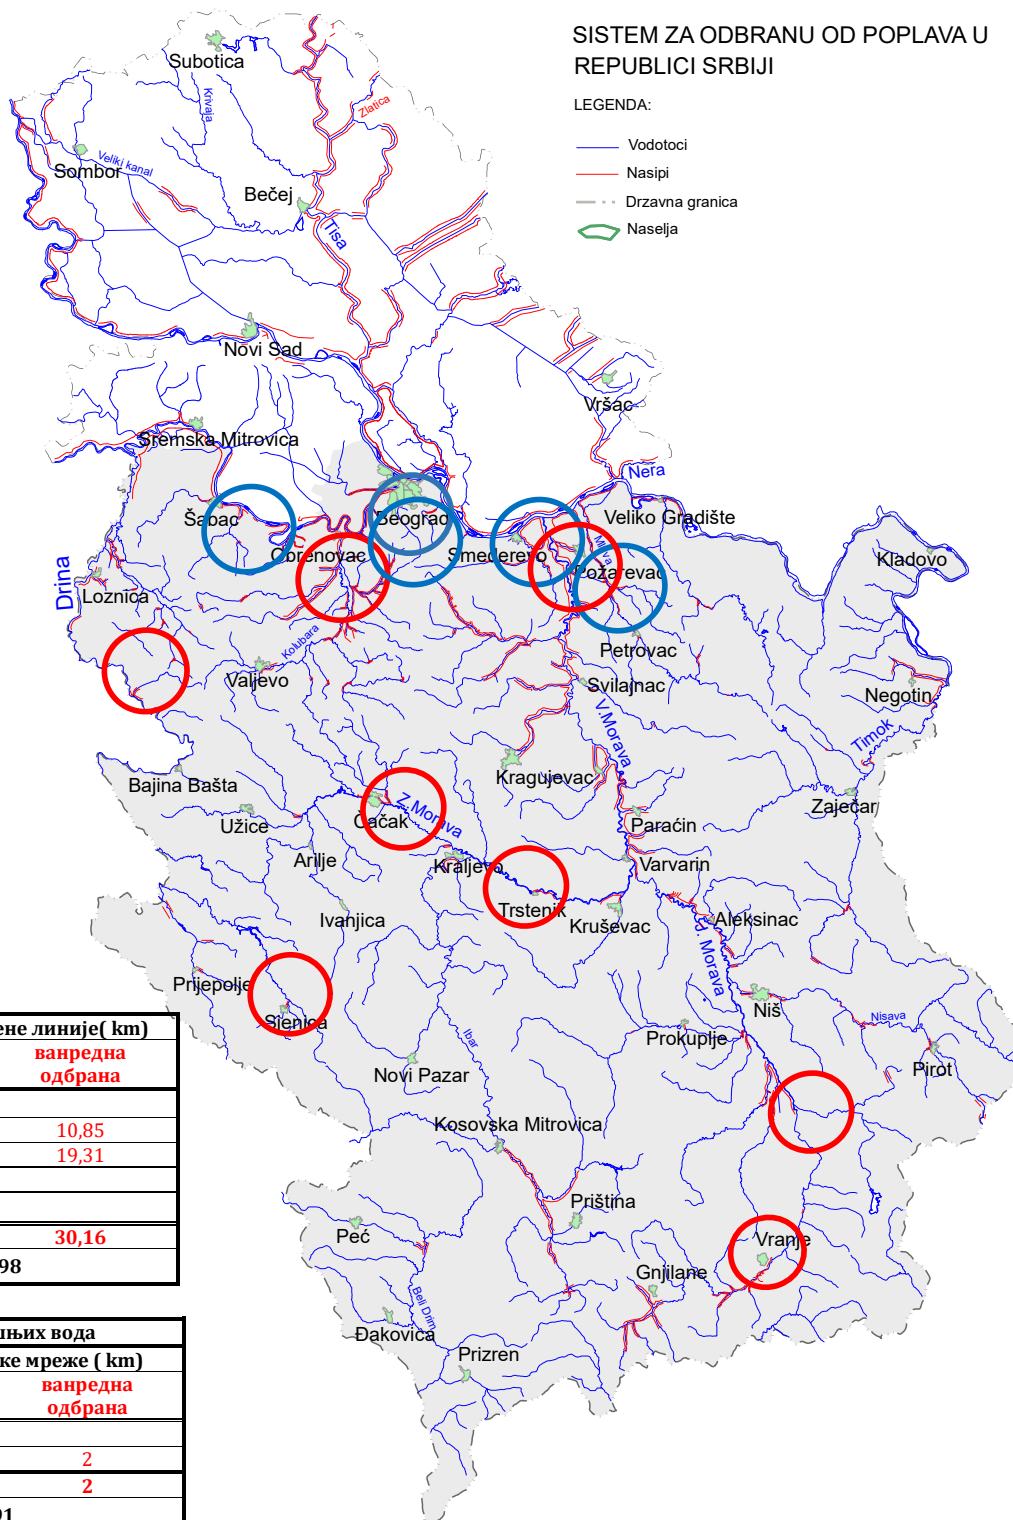 SISTEM ZA ODBRANU OD POPLAVA U
REPUBLICI SRBIJI
LEGENDA:
Vodotoci
Nasipi
Drzavna granica
Naselja
Subotica
Krivaja
Zlatica
Veliki kanal
Sombor
Bečej
Tisa
Novi Sad
Vršac
Sremska Mitrovica
Nera
Šabac
Beograd
Veliko Gradište
Obrenovac
Smederevo
Mlava
Kladovo
Drina
Požarevac
Loznica
Kolubara
Petrovac
Valjevo
Svilajnac
Negotin
V.Morava
Timok
Bajina Bašta
Kragujevac
Zaječar
Z.Morava
Užice
Čačak
Paraćin
Arilje
Kraljevo
Varvarin
Trstenik
Ivanjica
Kruševac
Aleksinac
J. Morava
Prijepolje
Sjenica
Niš
Nisava
Ibar
Prokuplje
Pirot
Novi Pazar
Kosovska Mitrovica
Priština
Peć
Vranje
Gnjilane
Beli Drim
Đakovica
Prizren
ене линије( km)
ванредна
одбрана
10,85
19,31
30,16
98
шњих вода
ке мреже ( km)
ванредна
одбрана
2
2
91